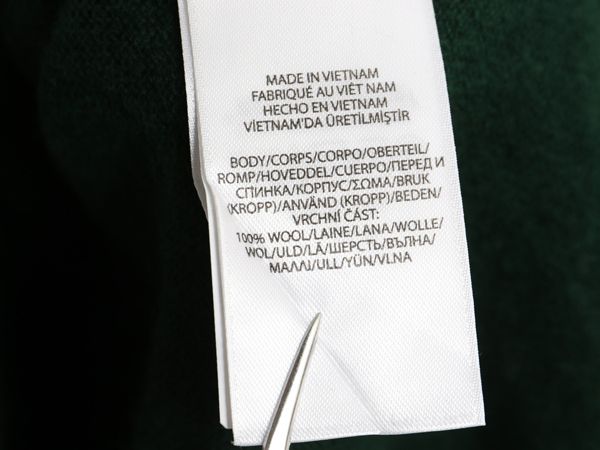 MADE IN VIETNAM
FABRIQUÉ AU VIÊT NAM
HECHO EN VIETNAM
VİETNAM'DA ÜRETİLMİŞTİR
BODY/CORPS/CORPO/OBERTEIL/
ROMP/HOVEDDEL/CUERPO/ПЕРЕД И
СПИНКА/КОРПУС/ΣΩΜΑ/BRUK
(KROPP)/ANVÄND (KROPP)/BEDEN/
VRCHNÍ ČÁST:
100% WOOL/LAINE/LANA/WOLLE/
WOL/ULD/LÃ/ШЕРСТЬ/ВЪЛНА/
ΜΑΛΛΙ/ULL/YÜN/VLNA